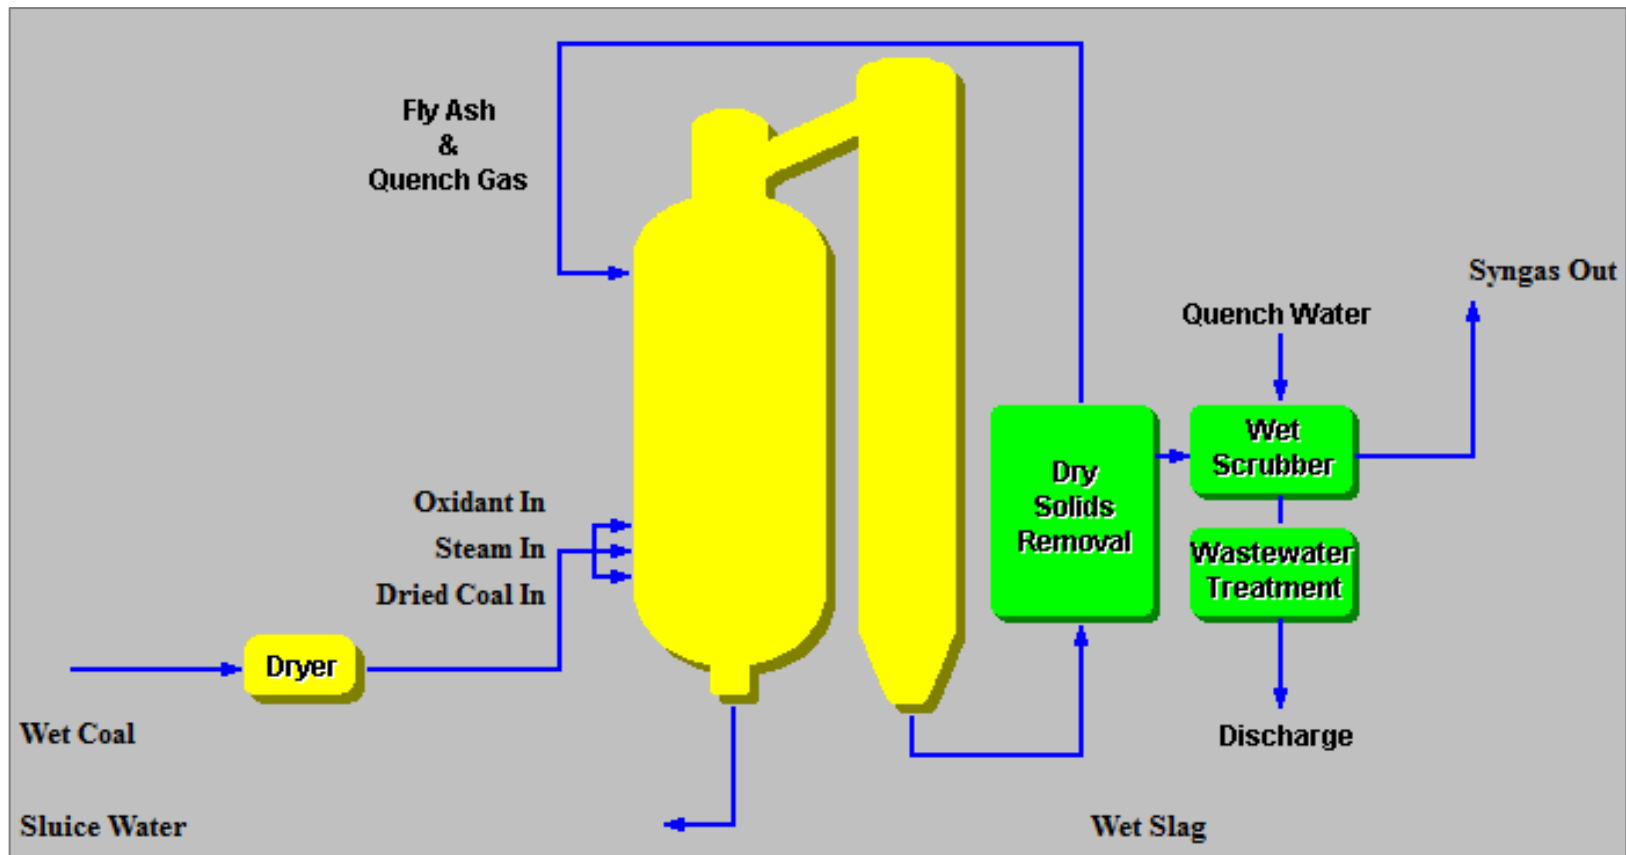 Fly Ash
&
Quench Gas
Syngas Out
Quench Water
Wet
Scrubber
Dry
Solids
Removal
Oxidant In
Steam In
Dried Coal In
Wastewater
Treatment
Dryer
Wet Coal
Discharge
Sluice Water
Wet Slag